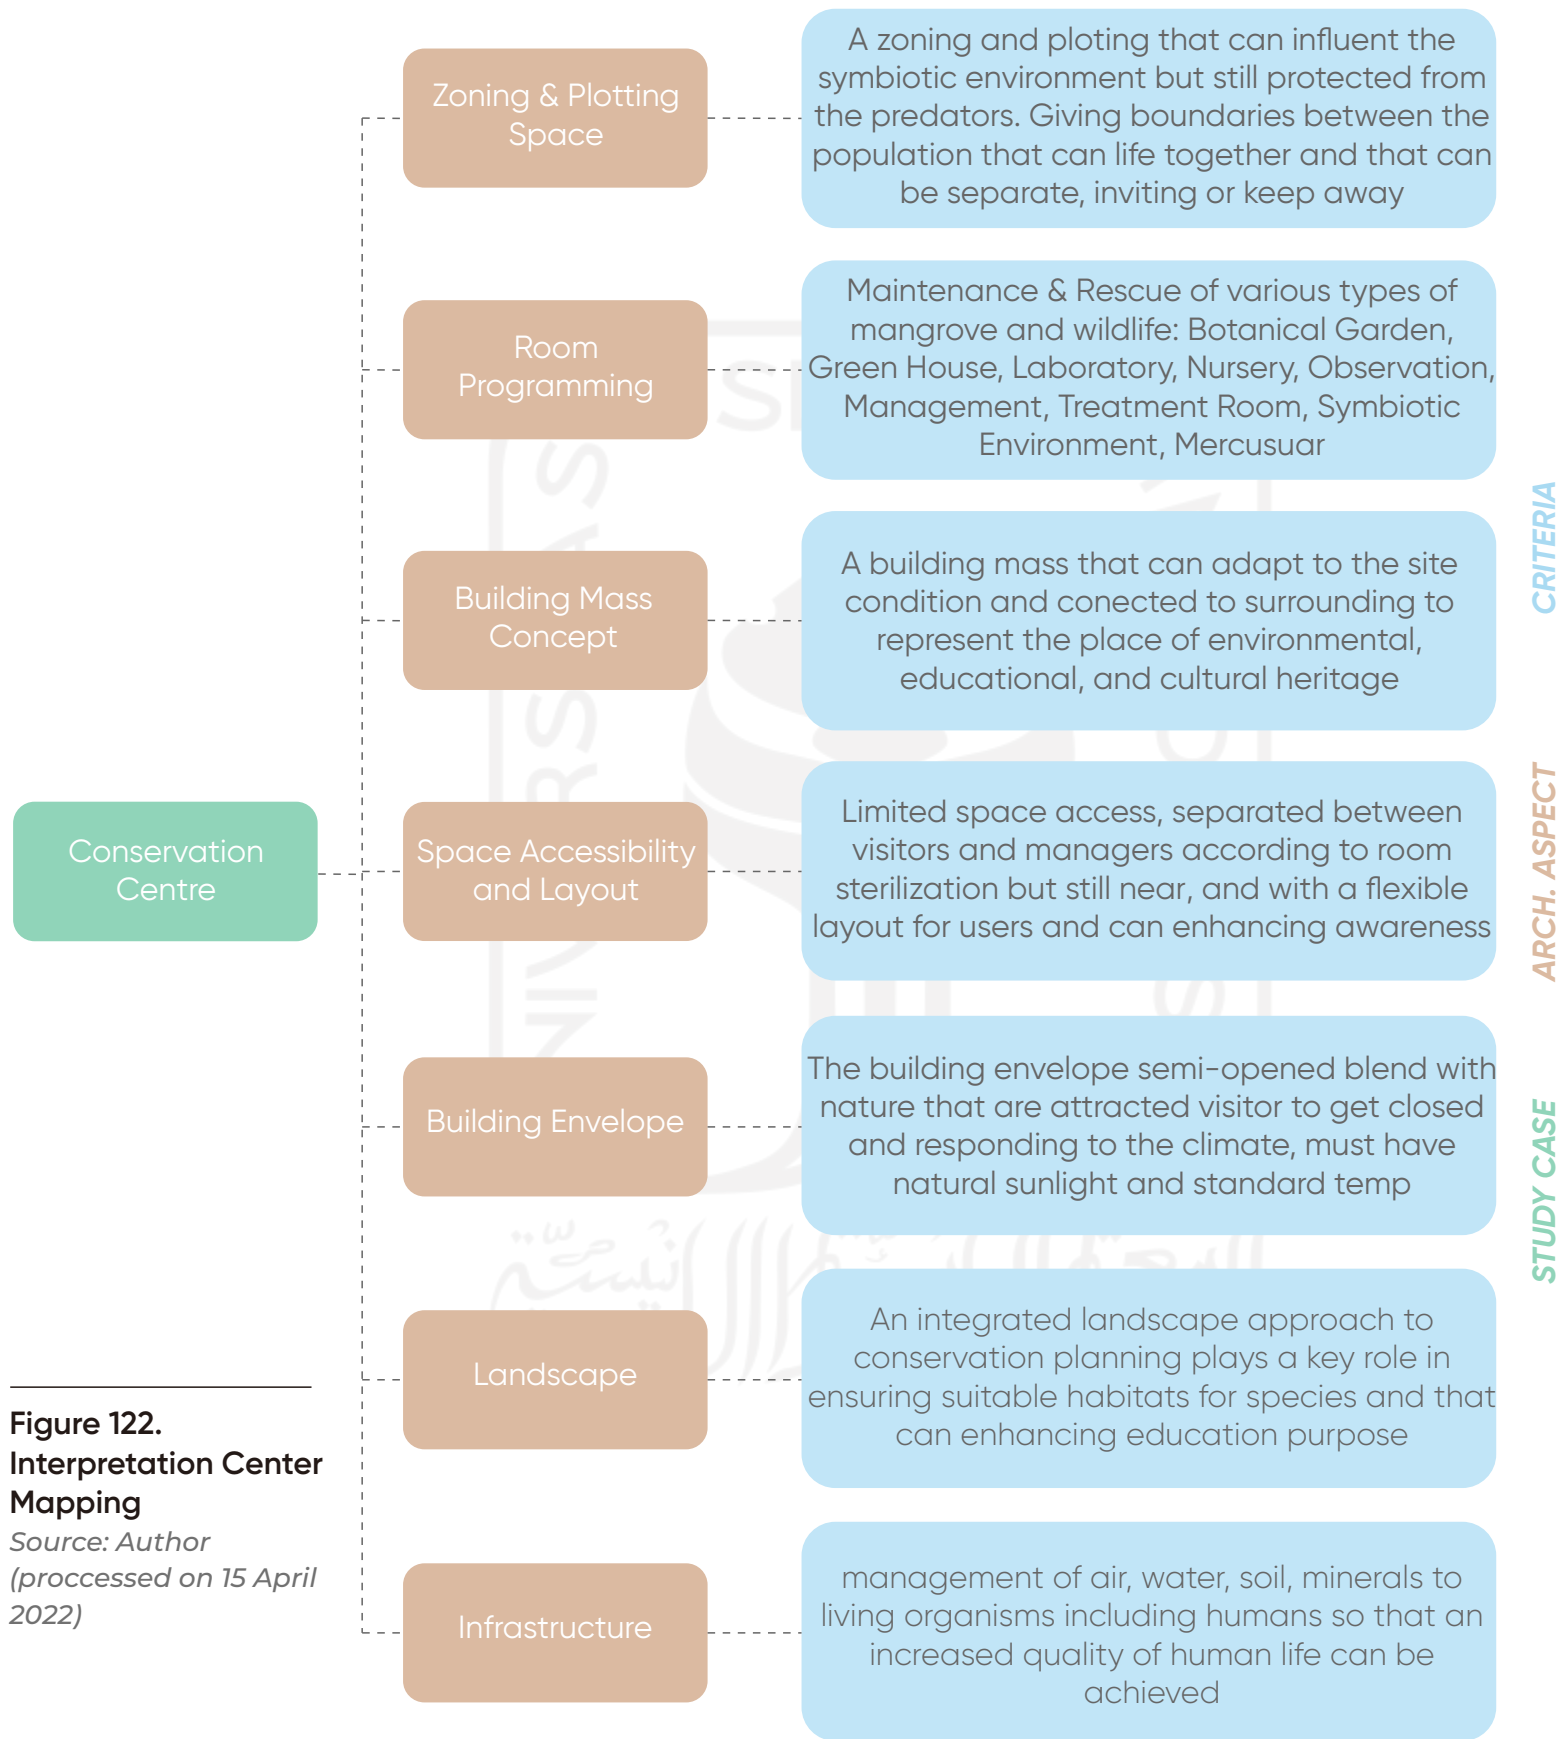 Zoning & Plotting
Space
A zoning and ploting that can influent the
symbiotic environment but still protected from
the predators. Giving boundaries between the
population that can life together and that can
be separate, inviting or keep away
Room
Programming
Maintenance & Rescue of various types of
mangrove and wildlife: Botanical Garden,
Green House, Laboratory, Nursery, Observation,
Management, Treatment Room, Symbiotic
Environment, Mercusuar
Building Mass
Concept
A building mass that can adapt to the site
condition and conected to surrounding to
represent the place of environmental,
educational, and cultural heritage
Conservation
Centre
Space Accessibility
and Layout
Limited space access, separated between
visitors and managers according to room
sterilization but still near, and with a flexible
layout for users and can enhancing awareness
Building Envelope
The building envelope semi-opened blend with
nature that are attracted visitor to get closed
and responding to the climate, must have
natural sunlight and standard temp
Landscape
An integrated landscape approach to
conservation planning plays a key role in
ensuring suitable habitats for species and that
can enhancing education purpose
Infrastructure
management of air, water, soil, minerals to
living organisms including humans so that an
increased quality of human life can be
achieved
CRITERIA
ARCH. ASPECT
STUDY CASE
Figure 122.
Interpretation Center
Mapping
Source: Author
(proccessed on 15 April
2022)